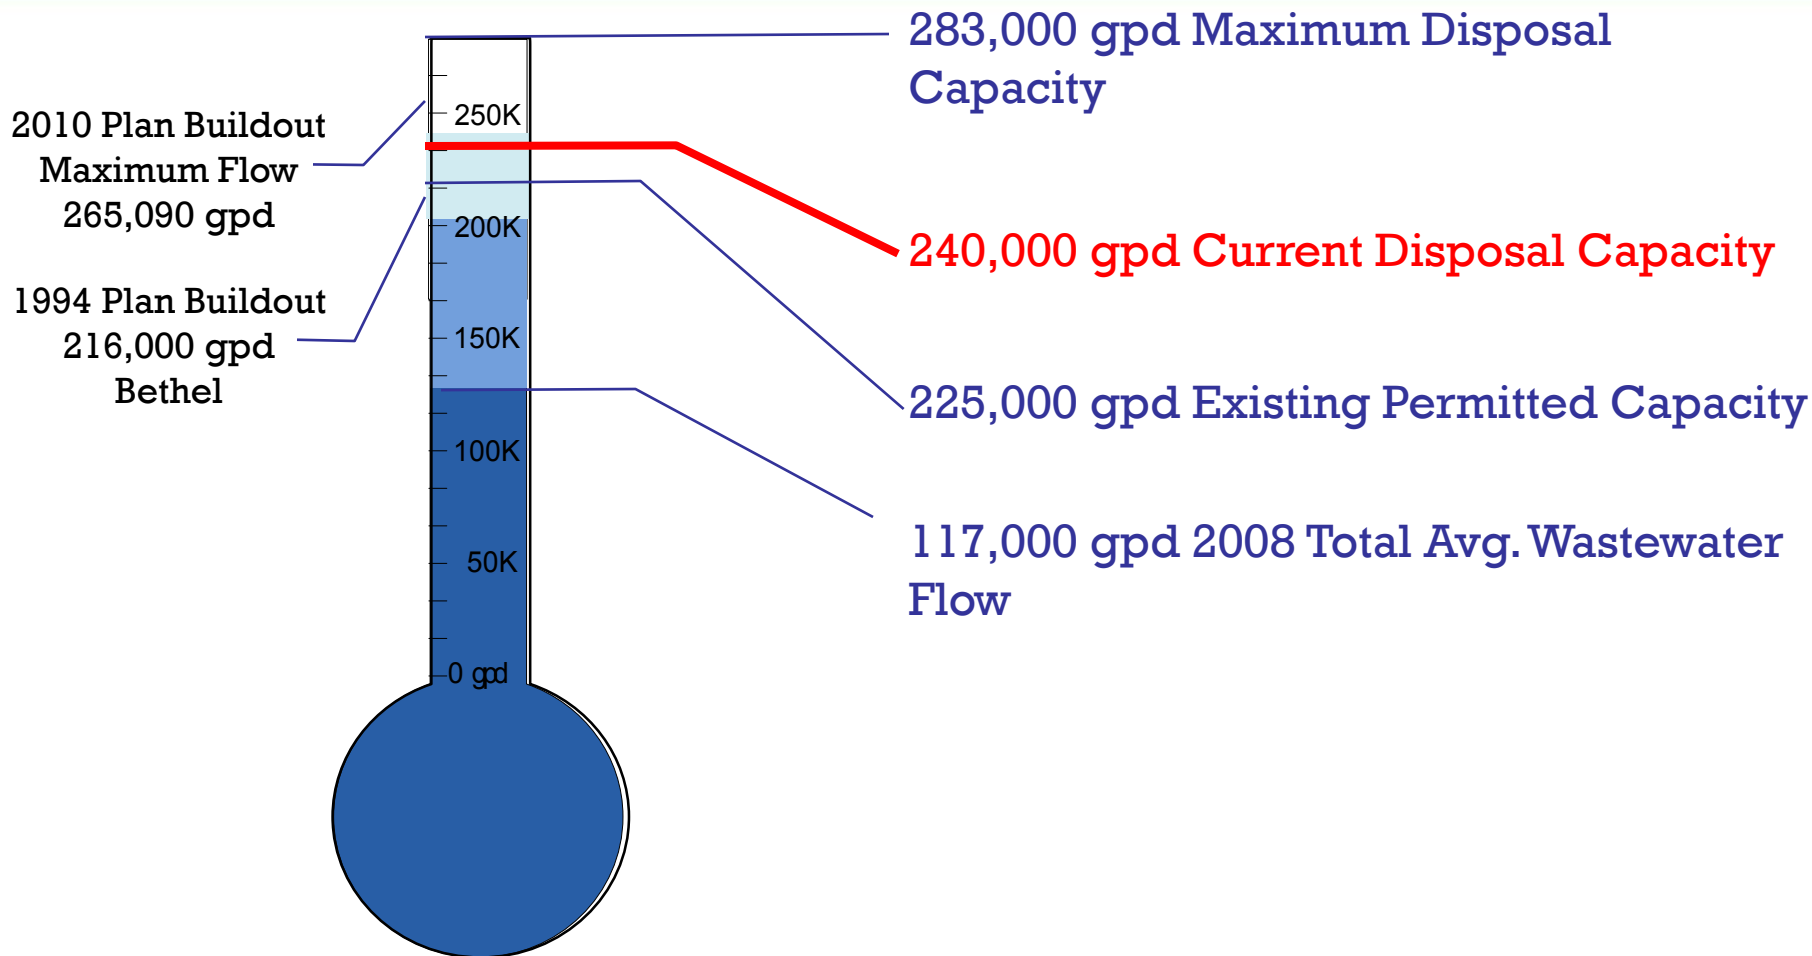 283,000 gpd Maximum Disposal
Capacity
2010 Plan Buildout
Maximum Flow
265,090 gpd
1994 Plan Buildout
216,000 gpd
Bethel
250K
200K
150K
100K
50K
0 gpd
240,000 gpd Current Disposal Capacity
225,000 gpd Existing Permitted Capacity
117,000 gpd 2008 Total Avg. Wastewater
Flow